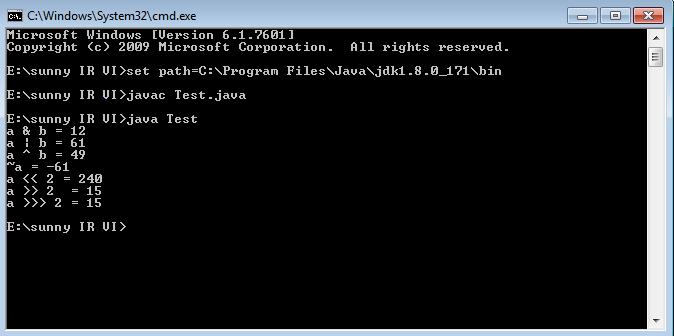 C:\Windows\System32\cmd.exe
Microsoft Windows [Version 6.1.7601]
Copyright (c) 2009 Microsoft Corporation.  All rights reserved.
E:\sunny IR VI>set path=C:\Program Files\Java\jdk1.8.0_171\bin
E:\sunny IR VI>javac Test.java
E:\sunny IR VI>java Test
a & b = 12
a | b = 61
a ^ b = 49
~a = -61
a << 2 = 240
a >> 2  = 15
a >>> 2 = 15
E:\sunny IR VI>